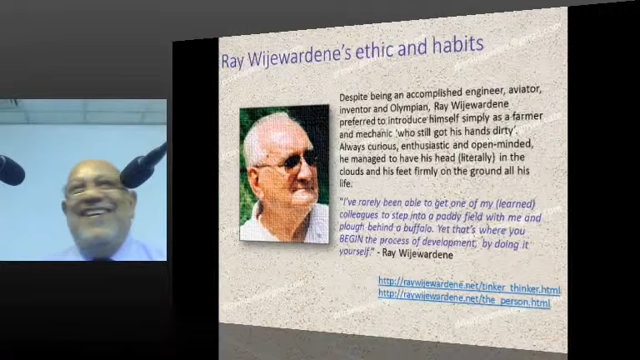 Ray Wijewardene's ethic and habits
Despite being an accomplished engineer, aviator,
inventor and Olympian, Ray Wijewardene
preferred to introduce himself simply as a farmer
and mechanic 'who still got his hands dirty'.
Always curious, enthusiastic and open-minded,
he managed to have his head (literally) in the
clouds and his feet firmly on the ground all his
life.
"I've rarely been able to get one of my (learned)
colleagues to step into a paddy field with me and
plough behind a buffalo. Yet that's where you
BEGIN the process of development, by doing it
yourself." - Ray Wijewardene
http://raywijewardene.net/tinker_thinker.html
http://raywijewardene.net/the_person.html